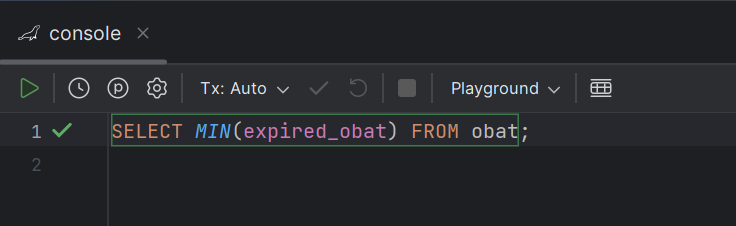 console
Tx: Auto
Playground
1 SELECT MIN(expired_obat) FROM obat;
2